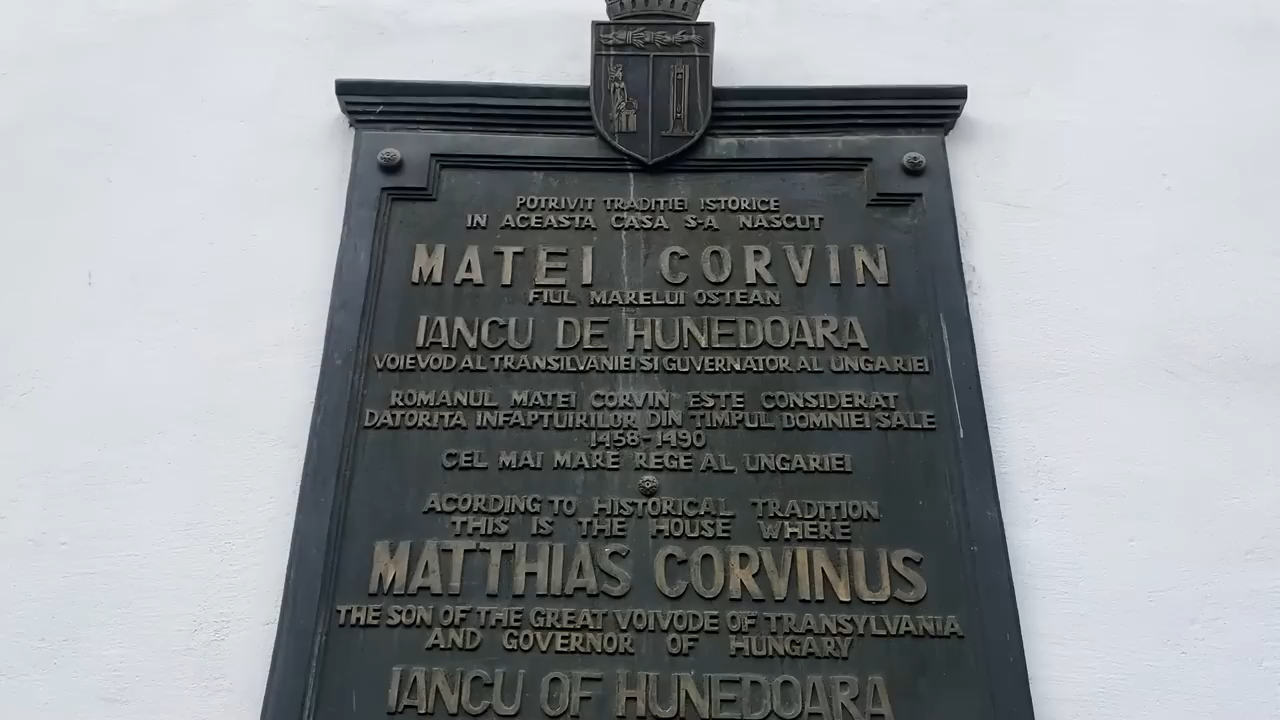 POTRIVIT TRADITIEI ISTORICE
IN ACEASTA CASA S-A NASCUT
MATEI CORVIN
FIUL MARELUI OSTEAN
IANCU DE HUNEDOARA
VOIEVOD AL TRANSILVANIEI SI GUVERNATOR AL UNGARIEI
ROMANUL MATEI CORVIN ESTE CONSIDERAT
DATORITA INFAPTUIRILOR DIN TIMPUL DOMNIEI SALE
1458-1490
CEL MAI MARE REGE AL UNGARIEI
ACORDING TO HISTORICAL TRADITION
THIS IS THE HOUSE WHERE
MATTHIAS CORVINUS
THE SON OF THE GREAT VOIVODE OF TRANSYLVANIA
AND GOVERNOR OF HUNGARY
IANCU OF HUNEDOARA